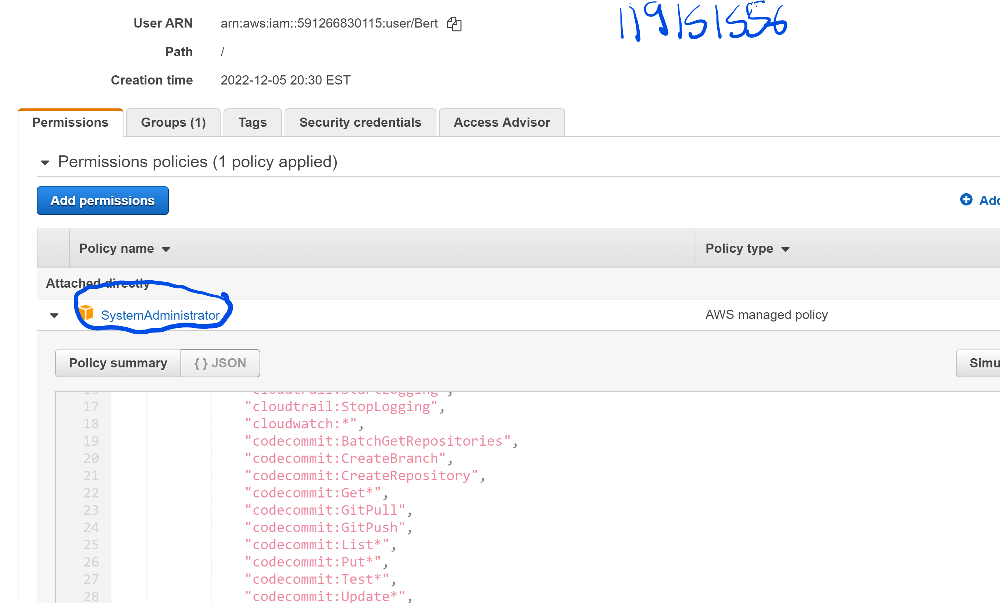 User ARN arn:aws:iam::591266830115:user/Bert
119151556
Path /
Creation time 2022-12-05 20:30 EST
Permissions Groups (1) Tags Security credentials Access Advisor
Permissions policies (1 policy applied)
Add permissions
Policy name Policy type
Attached directly
SystemAdministrator AWS managed policy
Policy summary { } JSON
17 "cloudtrail:StopLogging",
18 "cloudwatch:*",
19 "codecommit:BatchGetRepositories",
20 "codecommit:CreateBranch",
21 "codecommit:CreateRepository",
22 "codecommit:Get*",
23 "codecommit:GitPull",
24 "codecommit:GitPush",
25 "codecommit:List*",
26 "codecommit:Put*",
27 "codecommit:Test*",
28 "codecommit:Update*",